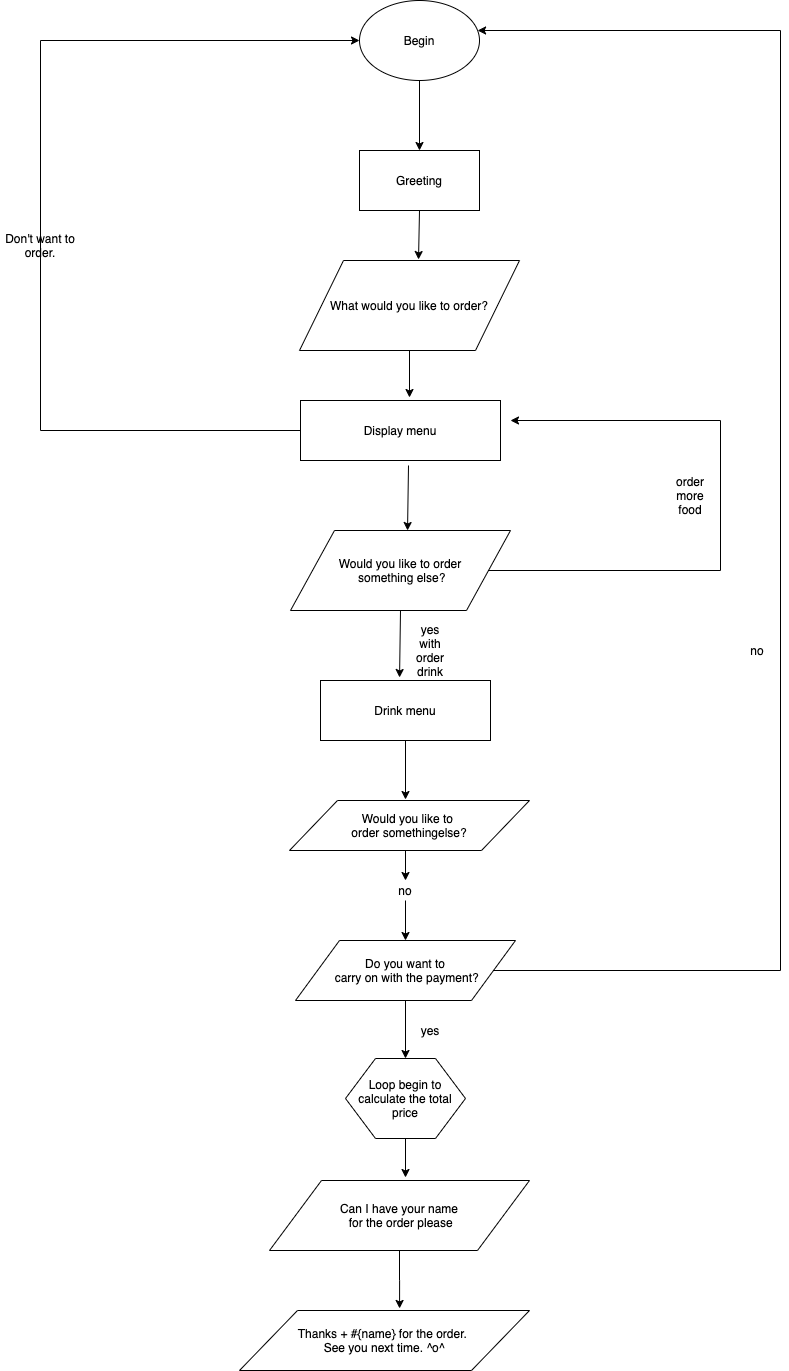 Begin
Greeting
Don't want to
order.
What would you like to order?
Display menu
order
more
food
Would you like to order
something else?
yes
with
order
drink
no
Drink menu
Would you like to
order somethingelse?
no
Do you want to
carry on with the payment?
yes
Loop begin to
calculate the total
price
Can I have your name
for the order please
Thanks + #{name} for the order.
See you next time. ^o^